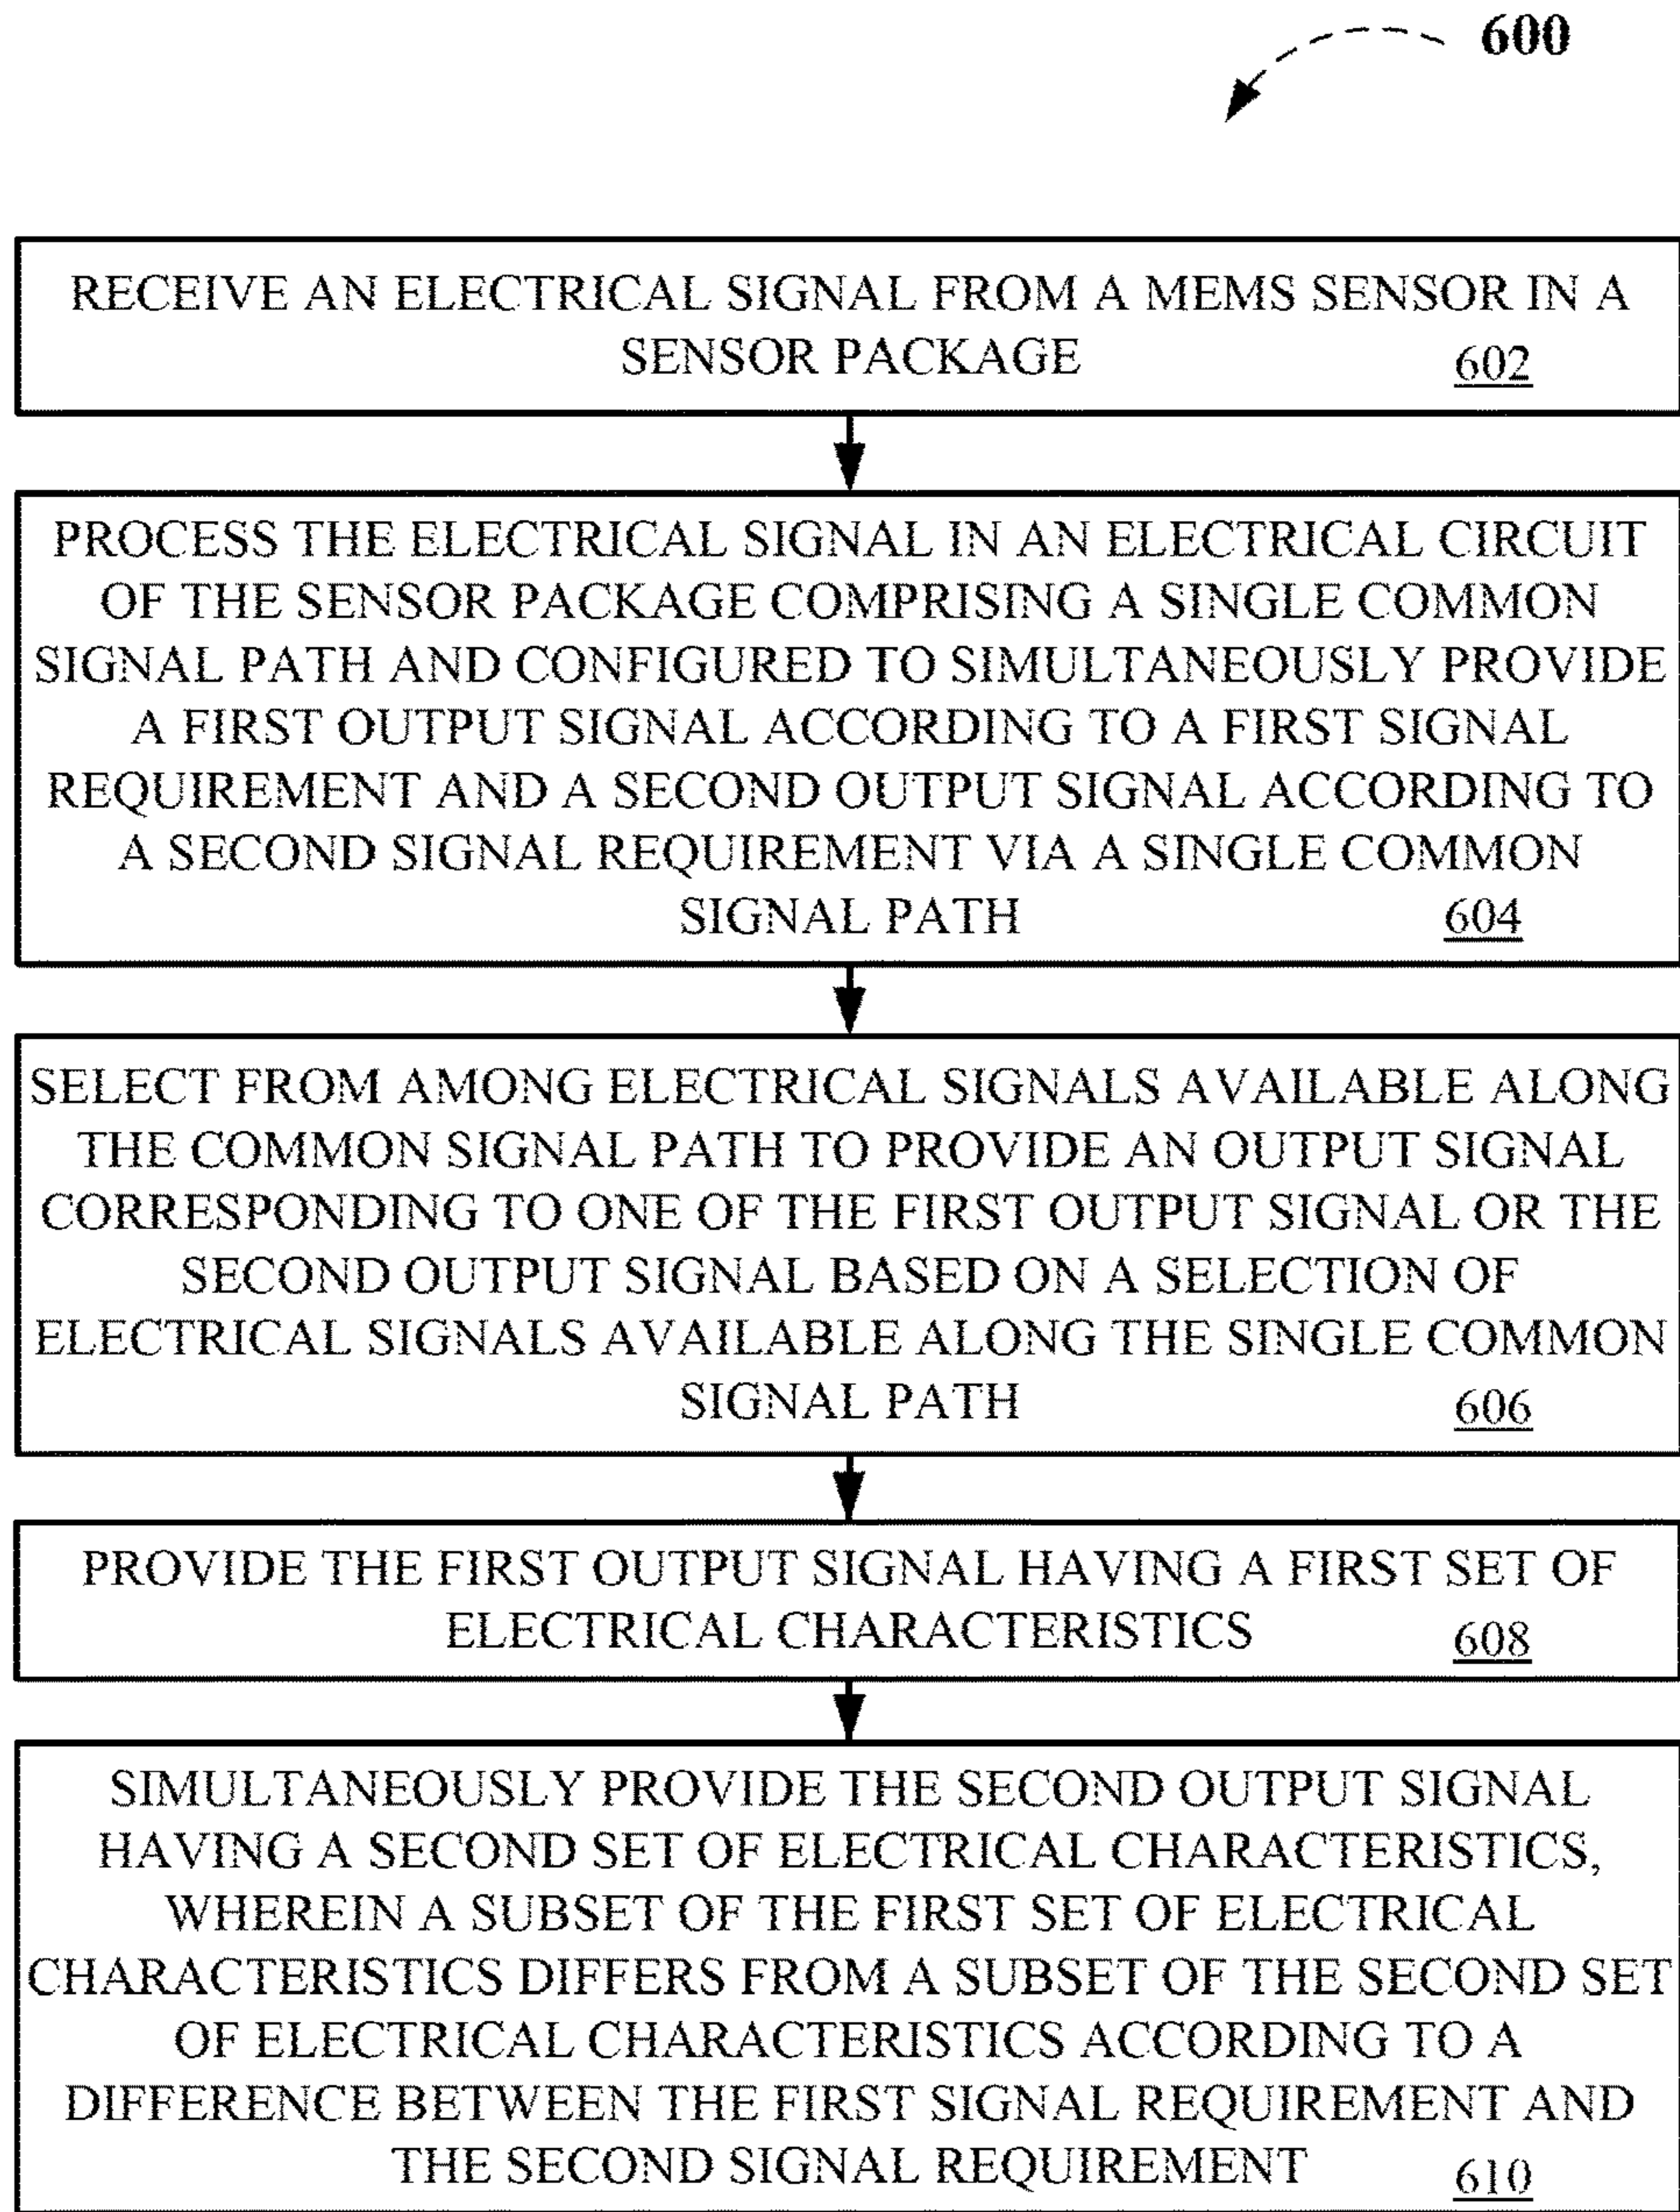 600
RECEIVE AN ELECTRICAL SIGNAL FROM A MEMS SENSOR IN A
SENSOR PACKAGE 602
PROCESS THE ELECTRICAL SIGNAL IN AN ELECTRICAL CIRCUIT
OF THE SENSOR PACKAGE COMPRISING A SINGLE COMMON
SIGNAL PATH AND CONFIGURED TO SIMULTANEOUSLY PROVIDE
A FIRST OUTPUT SIGNAL ACCORDING TO A FIRST SIGNAL
REQUIREMENT AND A SECOND OUTPUT SIGNAL ACCORDING TO
A SECOND SIGNAL REQUIREMENT VIA A SINGLE COMMON
SIGNAL PATH 604
SELECT FROM AMONG ELECTRICAL SIGNALS AVAILABLE ALONG
THE COMMON SIGNAL PATH TO PROVIDE AN OUTPUT SIGNAL
CORRESPONDING TO ONE OF THE FIRST OUTPUT SIGNAL OR THE
SECOND OUTPUT SIGNAL BASED ON A SELECTION OF
ELECTRICAL SIGNALS AVAILABLE ALONG THE SINGLE COMMON
SIGNAL PATH 606
PROVIDE THE FIRST OUTPUT SIGNAL HAVING A FIRST SET OF
ELECTRICAL CHARACTERISTICS 608
SIMULTANEOUSLY PROVIDE THE SECOND OUTPUT SIGNAL
HAVING A SECOND SET OF ELECTRICAL CHARACTERISTICS,
WHEREIN A SUBSET OF THE FIRST SET OF ELECTRICAL
CHARACTERISTICS DIFFERS FROM A SUBSET OF THE SECOND SET
OF ELECTRICAL CHARACTERISTICS ACCORDING TO A
DIFFERENCE BETWEEN THE FIRST SIGNAL REQUIREMENT AND
THE SECOND SIGNAL REQUIREMENT 610